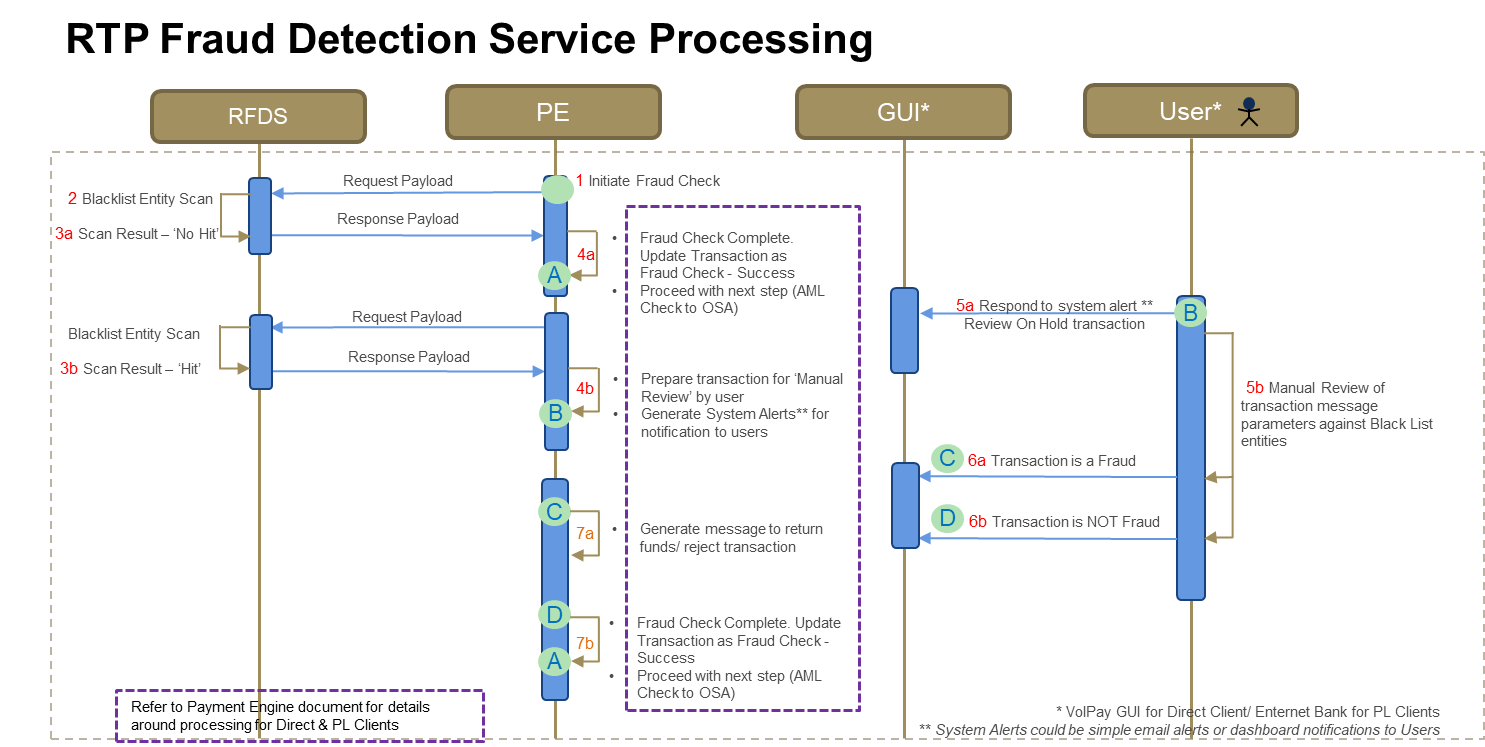 RTP Fraud Detection Service Processing
RFDS
PE
GUI*
User*
Request Payload
1 Initiate Fraud Check
2 Blacklist Entity Scan
Response Payload
3a Scan Result – ‘No Hit’
4a
A
• Fraud Check Complete.
Update Transaction as
Fraud Check - Success
• Proceed with next step (AML
Check to OSA)
5a Respond to system alert **
Review On Hold transaction
B
Request Payload
Blacklist Entity Scan
Response Payload
3b Scan Result – ‘Hit’
4b
B
• Prepare transaction for ‘Manual
Review’ by user
• Generate System Alerts** for
notification to users
5b Manual Review of
transaction message
parameters against Black List
entities
C 6a Transaction is a Fraud
D 6b Transaction is NOT Fraud
C
7a
• Generate message to return
funds/ reject transaction
D
7b
A
• Fraud Check Complete. Update
Transaction as Fraud Check -
Success
• Proceed with next step (AML
Check to OSA)
Refer to Payment Engine document for details
around processing for Direct & PL Clients
* VolPay GUI for Direct Client/ Enternet Bank for PL Clients
** System Alerts could be simple email alerts or dashboard notifications to Users